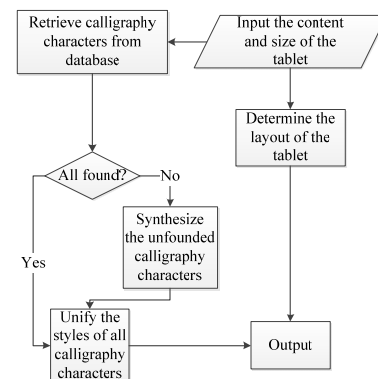 Retrieve calligraphy
characters from
database
Input the content
and size of the
tablet
Determine the
layout of the
tablet
All found?
No
Synthesize
the unfounded
calligraphy
characters
Yes
Unify the
styles of all
calligraphy
characters
Output